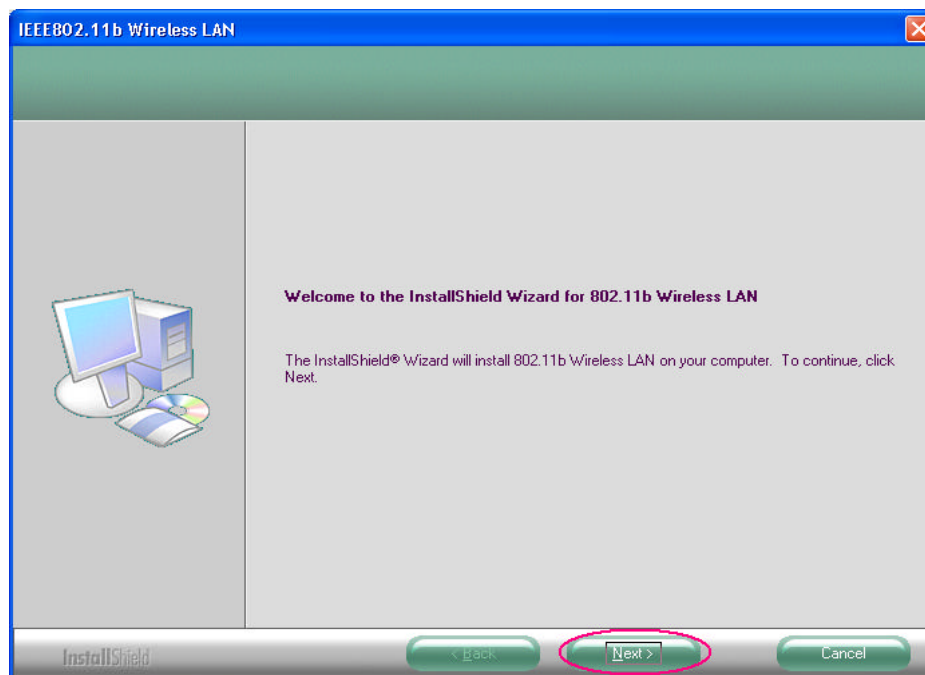 IEEE802.11b Wireless LAN
Welcome to the InstallShield Wizard for 802.11b Wireless LAN
The InstallShield® Wizard will install 802.11b Wireless LAN on your computer. To continue, click
Next.
InstallShield
< Back
Next >
Cancel